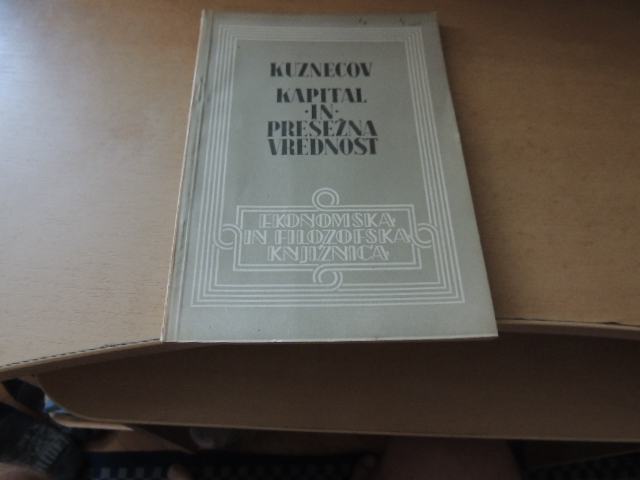 KUZNECOV
KAPITAL
·IN·
PRESEŽNA
VREDNOST
EKONOMSKA
IN FILOZOFSKA
KNJIŽNICA